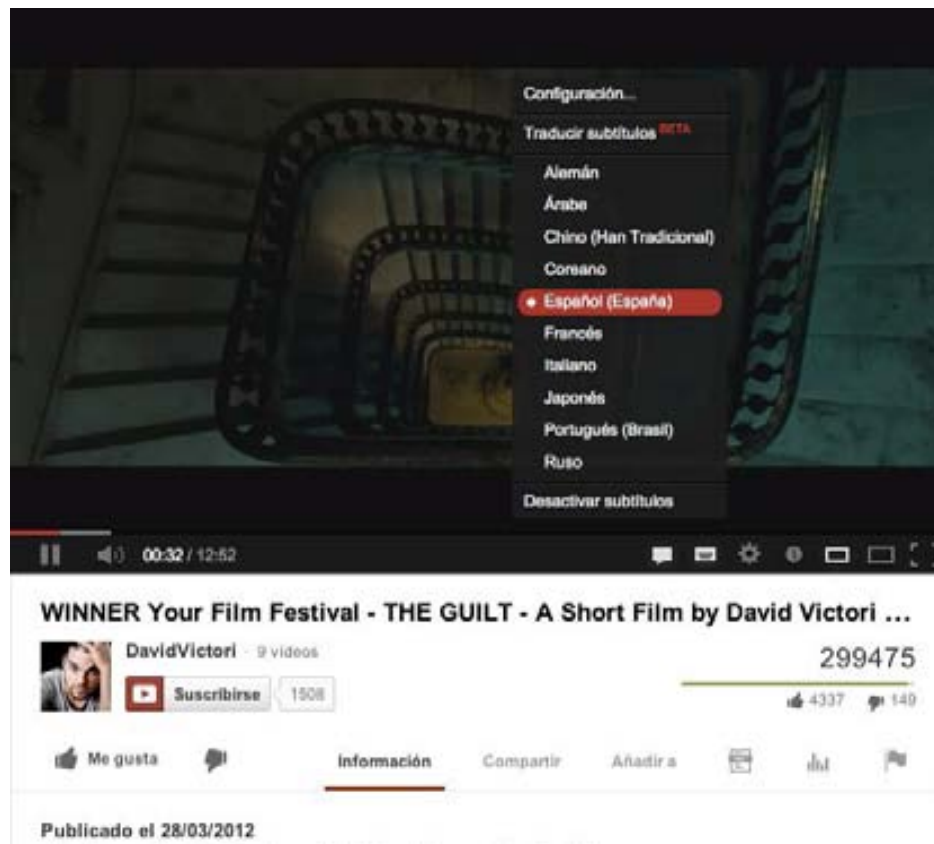 Configuración...
Traducir subtítulos BETA
Alemán
Árabe
Chino (Han Tradicional)
Coreano
Español (España)
Francés
Italiano
Japonés
Portugués (Brasil)
Ruso
Desactivar subtítulos
00:32 / 12:52
WINNER Your Film Festival - THE GUILT - A Short Film by David Victori ...
DavidVictori 9 videos
299475
Suscribirse 1508
4337 149
Me gusta Información Compartir Añadir a
Publicado el 28/03/2012